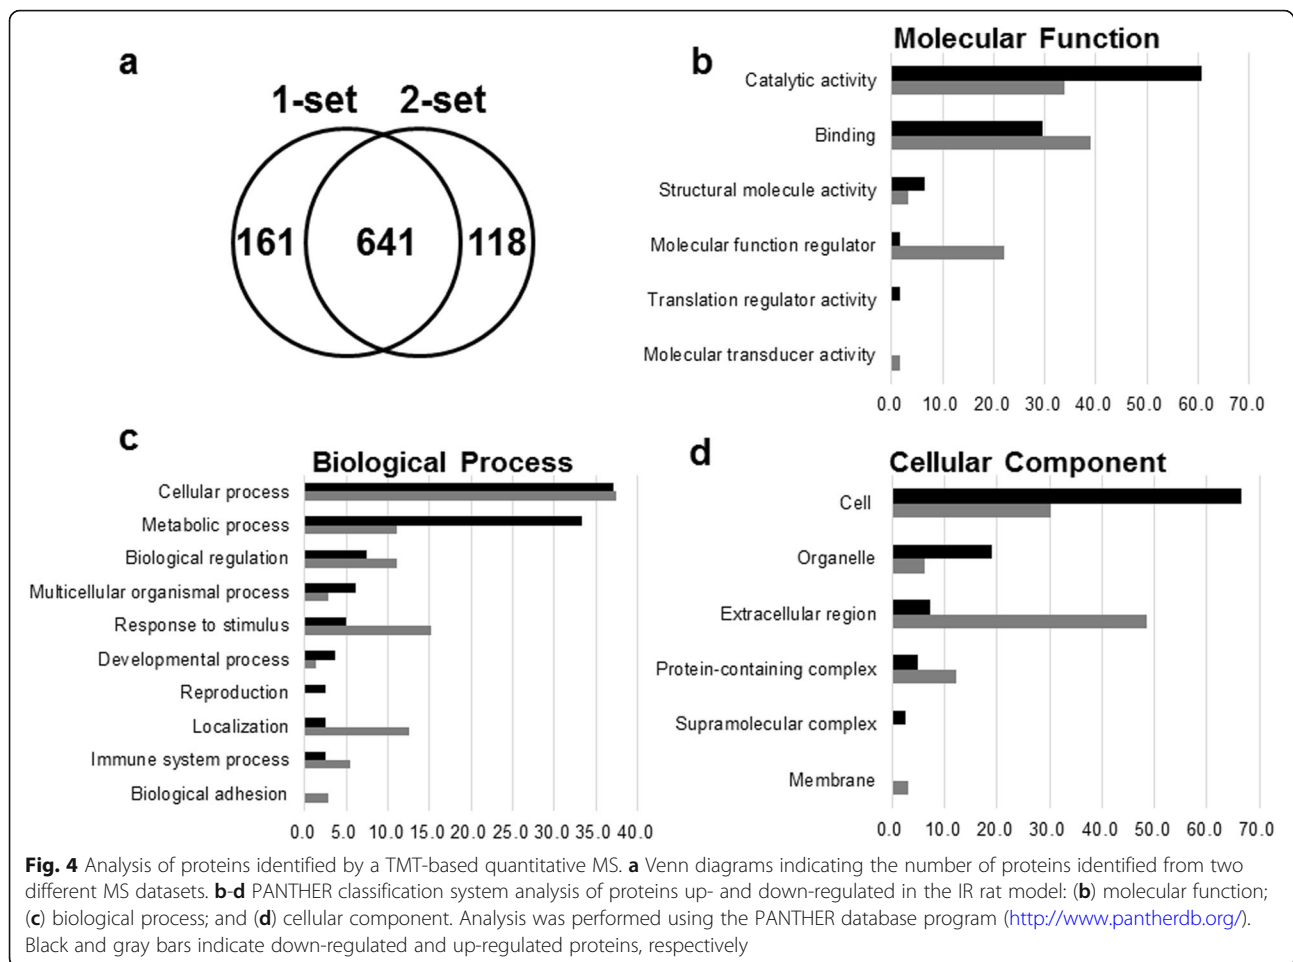 a
1-set 2-set
161 641 118
b
Molecular Function
Catalytic activity
Binding
Structural molecule activity
Molecular function regulator
Translation regulator activity
Molecular transducer activity
0.0 10.0 20.0 30.0 40.0 50.0 60.0 70.0
c
Biological Process
Cellular process
Metabolic process
Biological regulation
Multicellular organismal process
Response to stimulus
Developmental process
Reproduction
Localization
Immune system process
Biological adhesion
0.0 5.0 10.0 15.0 20.0 25.0 30.0 35.0 40.0
d
Cellular Component
Cell
Organelle
Extracellular region
Protein-containing complex
Supramolecular complex
Membrane
0.0 10.0 20.0 30.0 40.0 50.0 60.0 70.0
Fig. 4 Analysis of proteins identified by a TMT-based quantitative MS. a Venn diagrams indicating the number of proteins identified from two
different MS datasets. b-d PANTHER classification system analysis of proteins up- and down-regulated in the IR rat model: (b) molecular function;
(c) biological process; and (d) cellular component. Analysis was performed using the PANTHER database program (http://www.pantherdb.org/).
Black and gray bars indicate down-regulated and up-regulated proteins, respectively